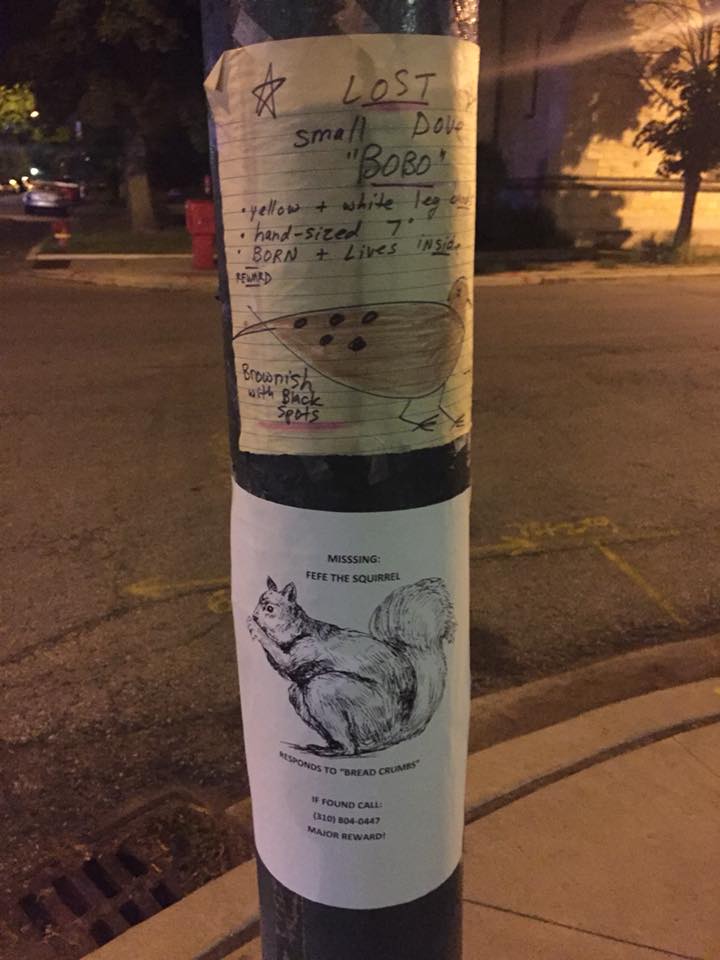 LOST
small Dove
"BOBO"
• yellow + white leg
• hand-sized 7"
• BORN + Lives inside
REWARD
Brownish
with Black
Spots
MISSSING:
FEFE THE SQUIRREL
RESPONDS TO "BREAD CRUMBS"
IF FOUND CALL:
(310) 804-0447
MAJOR REWARD!